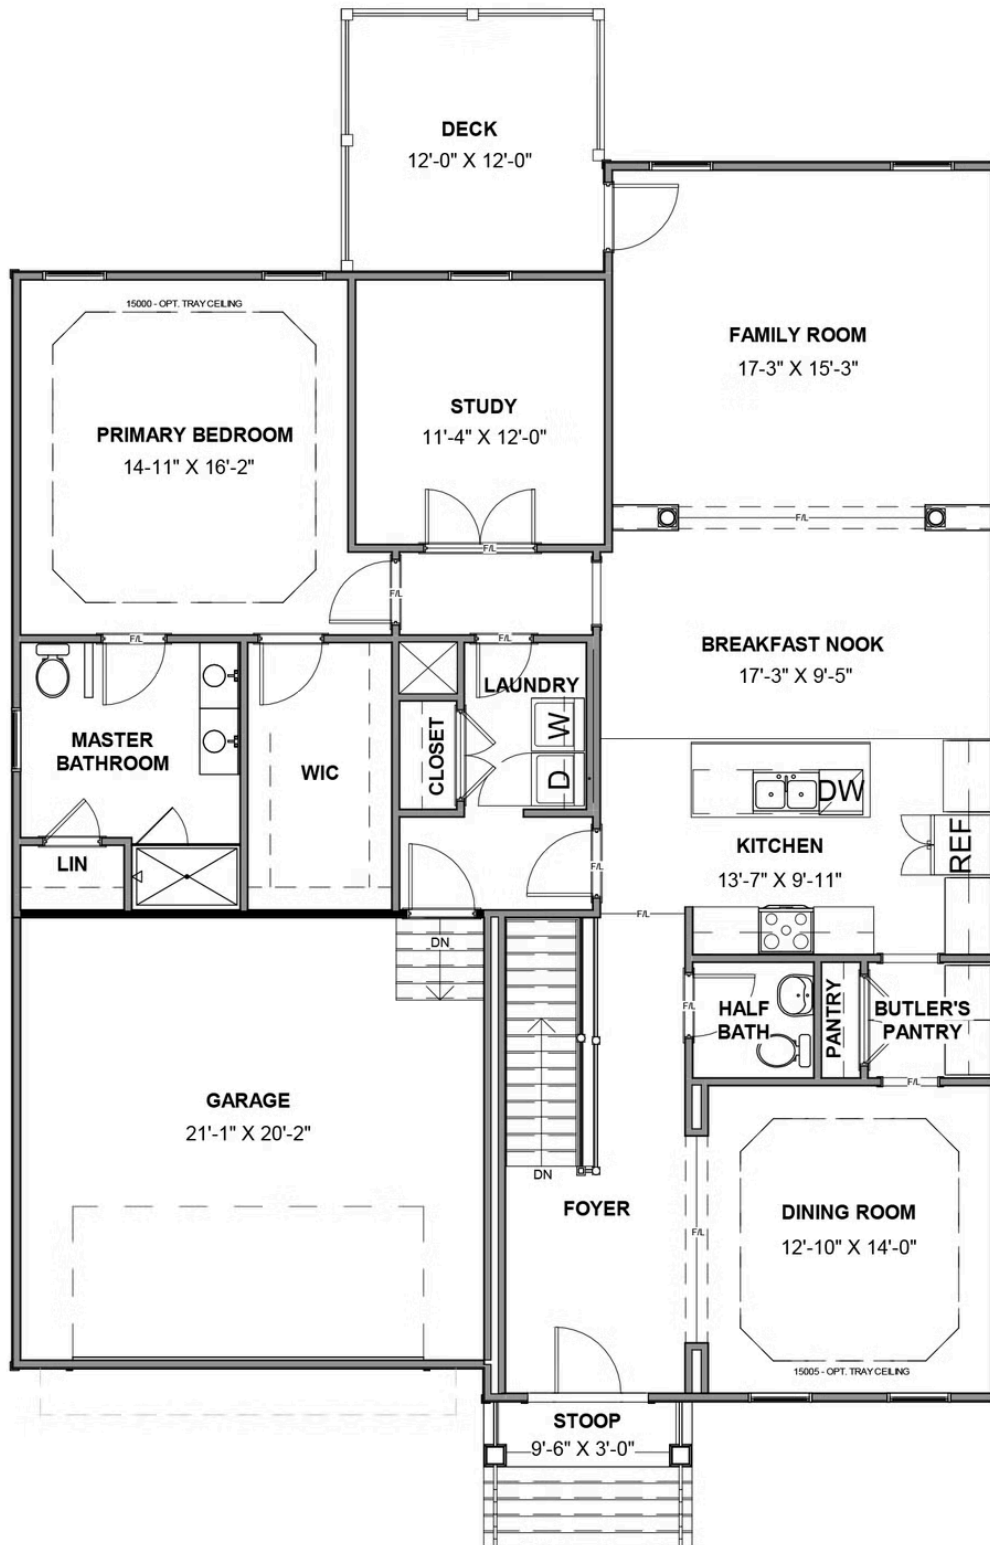 DECK
12'-0" X 12'-0"
FAMILY ROOM
17-3" X 15'-3"
15000 - OPT. TRAY CEILING
PRIMARY BEDROOM
14-11" X 16'-2"
STUDY
11'-4" X 12'-0"
F/L
F/L
F/L
F/L
F/L
BREAKFAST NOOK
17'-3" X 9'-5"
LAUNDRY
MASTER
BATHROOM
WIC
CLOSET
W
D
DW
LIN
KITCHEN
13'-7" X 9'-11"
REF
F/L
F/L
DN
HALF
BATH
F/L
PANTRY
BUTLER'S
PANTRY
F/L
GARAGE
21'-1" X 20'-2"
DN
FOYER
F/L
DINING ROOM
12'-10" X 14'-0"
15005 - OPT. TRAY CEILING
STOOP
9'-6" X 3'-0"